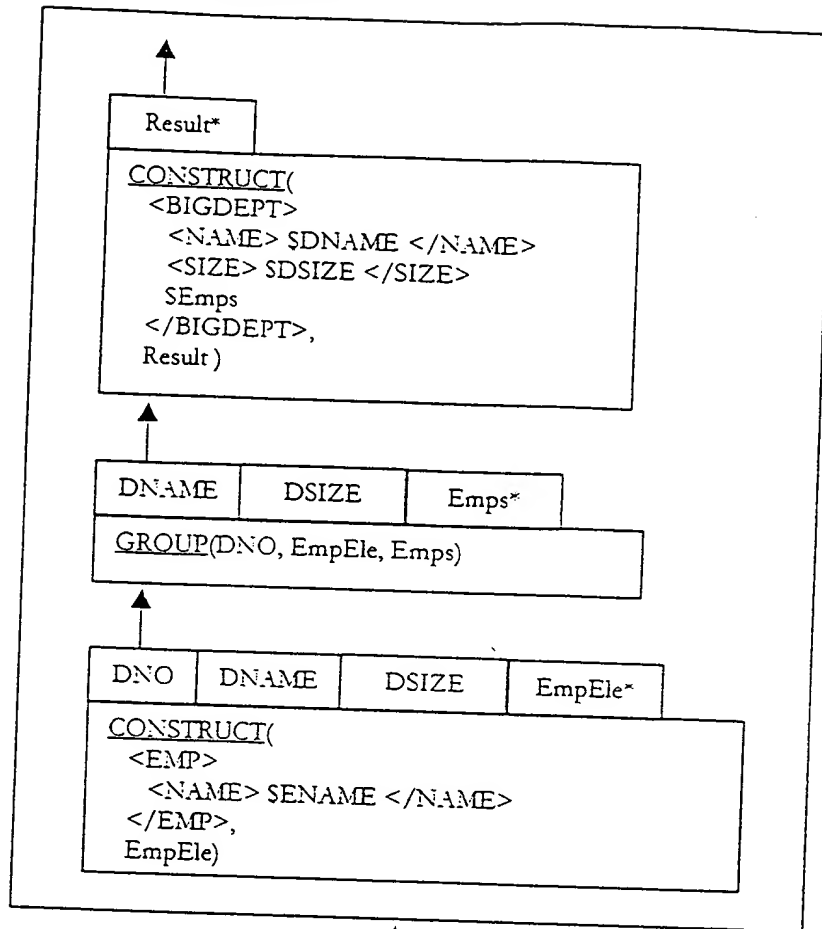 Result*
CONSTRUCT(
<BIGDEPT>
<NAME> $DNAME </NAME>
<SIZE> $DSIZE </SIZE>
$Emps
</BIGDEPT>,
Result )
DNAME DSIZE Emps*
GROUP(DNO, EmpEle, Emps)
DNO DNAME DSIZE EmpEle*
CONSTRUCT(
<EMP>
<NAME> $ENAME </NAME>
</EMP>,
EmpEle)